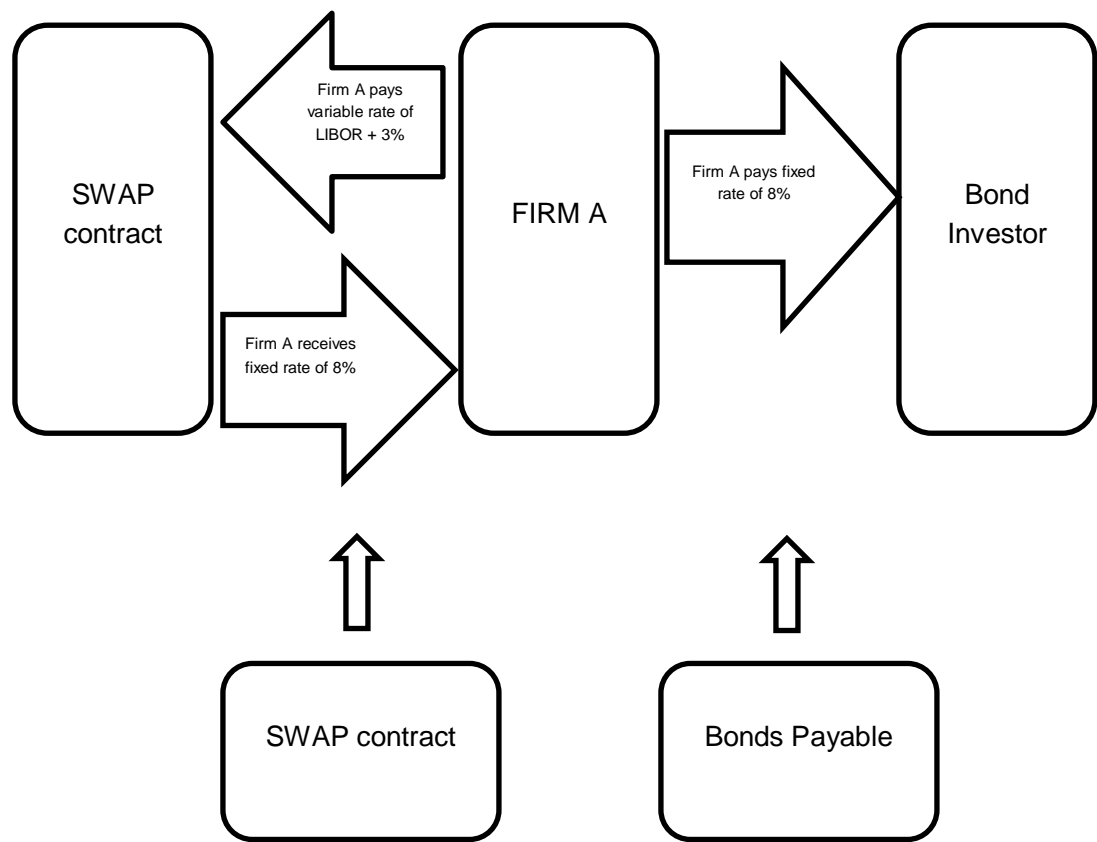 SWAP
contract
Firm A pays
variable rate of
LIBOR + 3%
Firm A receives
fixed rate of 8%
FIRM A
Firm A pays fixed
rate of 8%
Bond
Investor
SWAP contract
Bonds Payable